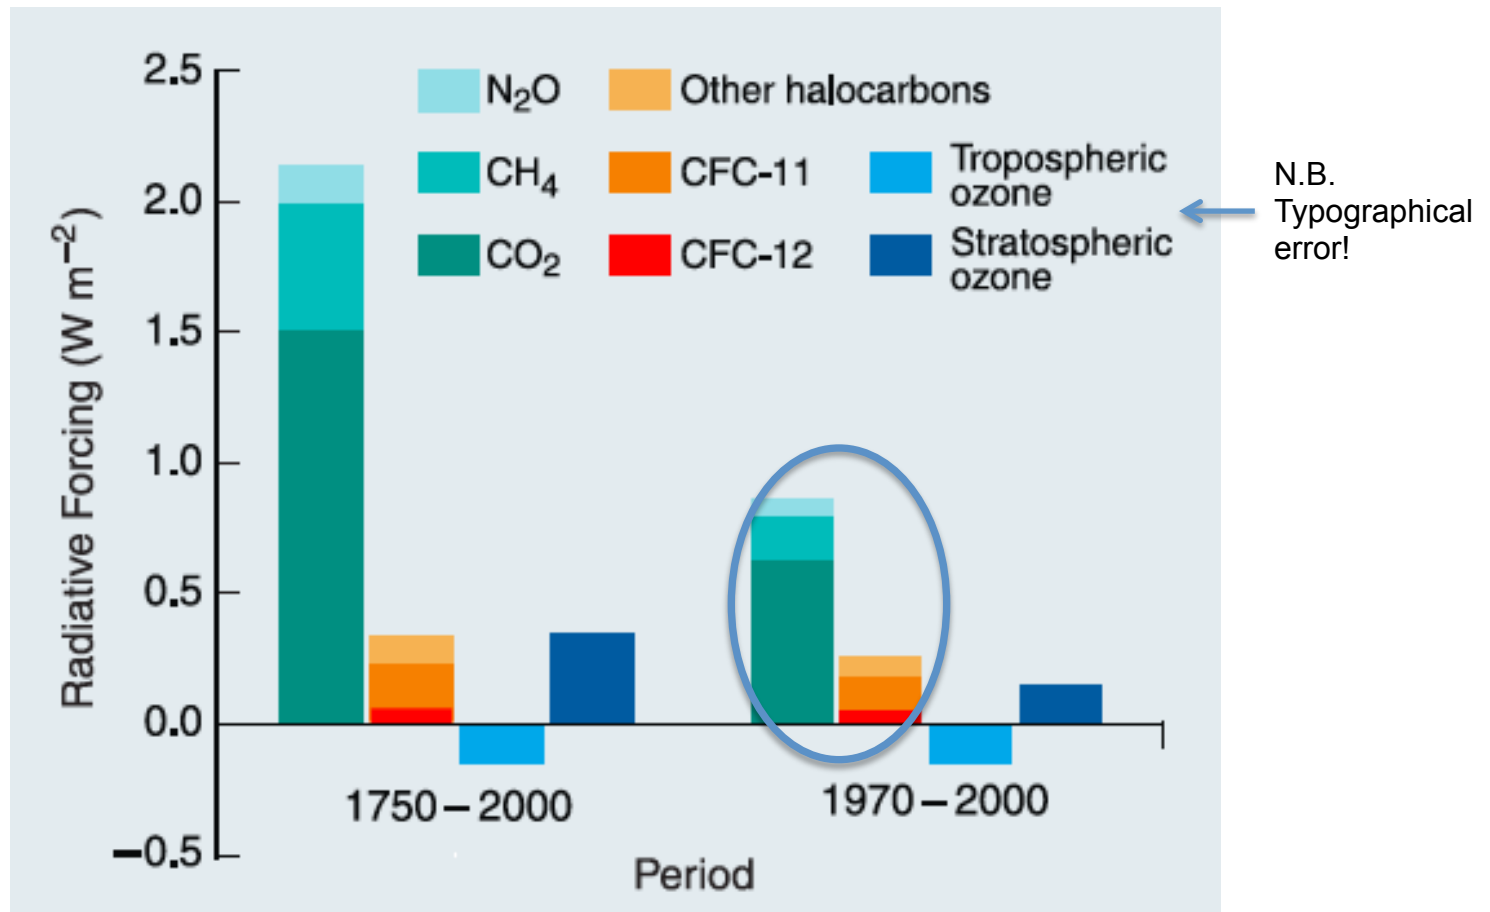 2.5
2.0
1.5
1.0
0.5
0.0
−0.5
Radiative Forcing (W m⁻²)
N₂O
CH₄
CO₂
Other halocarbons
CFC-11
CFC-12
Tropospheric
ozone
Stratospheric
ozone
N.B.
Typographical
error!
1750–2000
1970–2000
Period